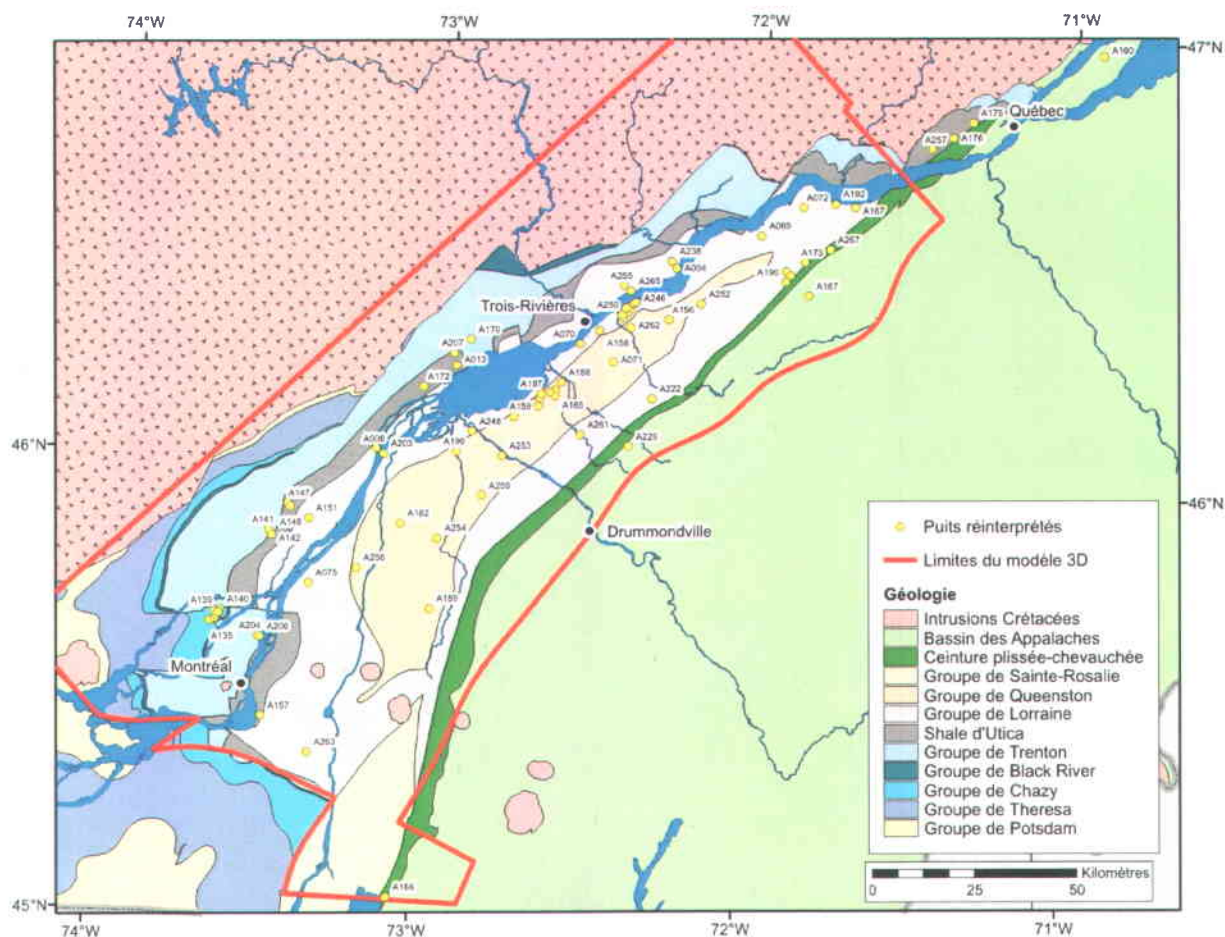 74°W
73°W
72°W
71°W
47°N
A160
A175
Québec
A257
A176
A072
A192
A167
A065
A238
A004
A173
A267
A196
A167
A255
A265
A246
A252
A250
A156
A262
Trois-Rivières
A070
A158
A071
A170
A207
A013
A172
A187
A188
A165
A159
A248
A222
A261
A225
46°N
A008
A203
A196
A253
A259
A147
A151
A141
A148
A142
A182
A254
A256
A075
Drummondville
46°N
A139
A140
A135
A204
A206
A189
Montréal
A157
A263
A164
Puits réinterprétés
Limites du modèle 3D
Géologie
Intrusions Crétacées
Bassin des Appalaches
Ceinture plissée-chevauchée
Groupe de Sainte-Rosalie
Groupe de Queenston
Groupe de Lorraine
Shale d'Utica
Groupe de Trenton
Groupe de Black River
Groupe de Chazy
Groupe de Theresa
Groupe de Potsdam
Kilomètres
0 25 50
45°N
45°N
74°W
73°W
72°W
71°W